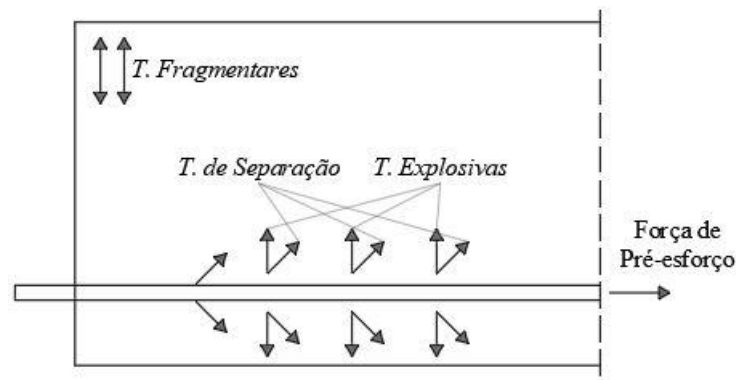 T. Fragmentares
T. de Separação
T. Explosivas
Força de
Pré-esforço